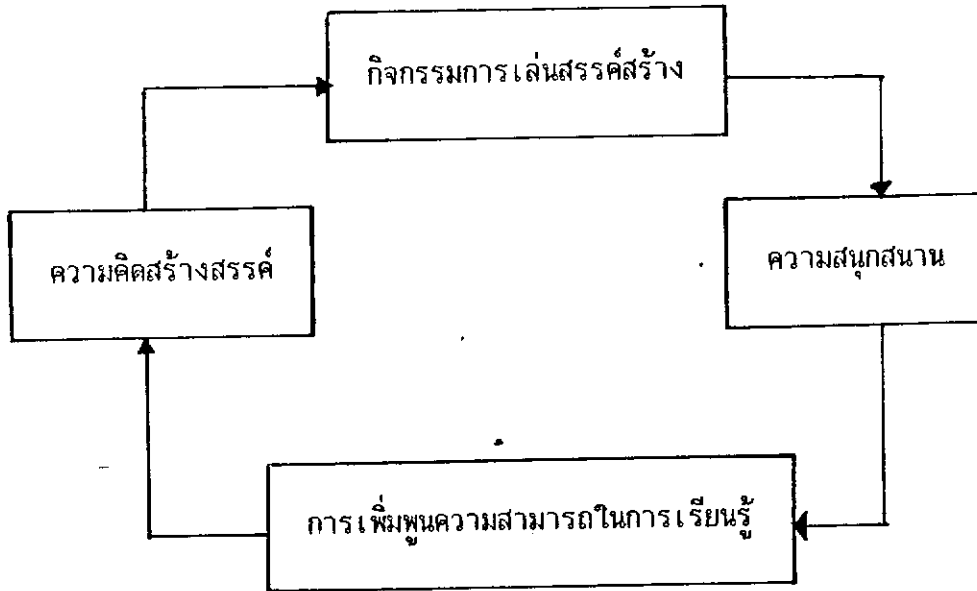 กิจกรรมการเล่นสรรค์สร้าง
ความคิดสร้างสรรค์
ความสนุกสนาน
การเพิ่มพูนความสามารถในการเรียนรู้